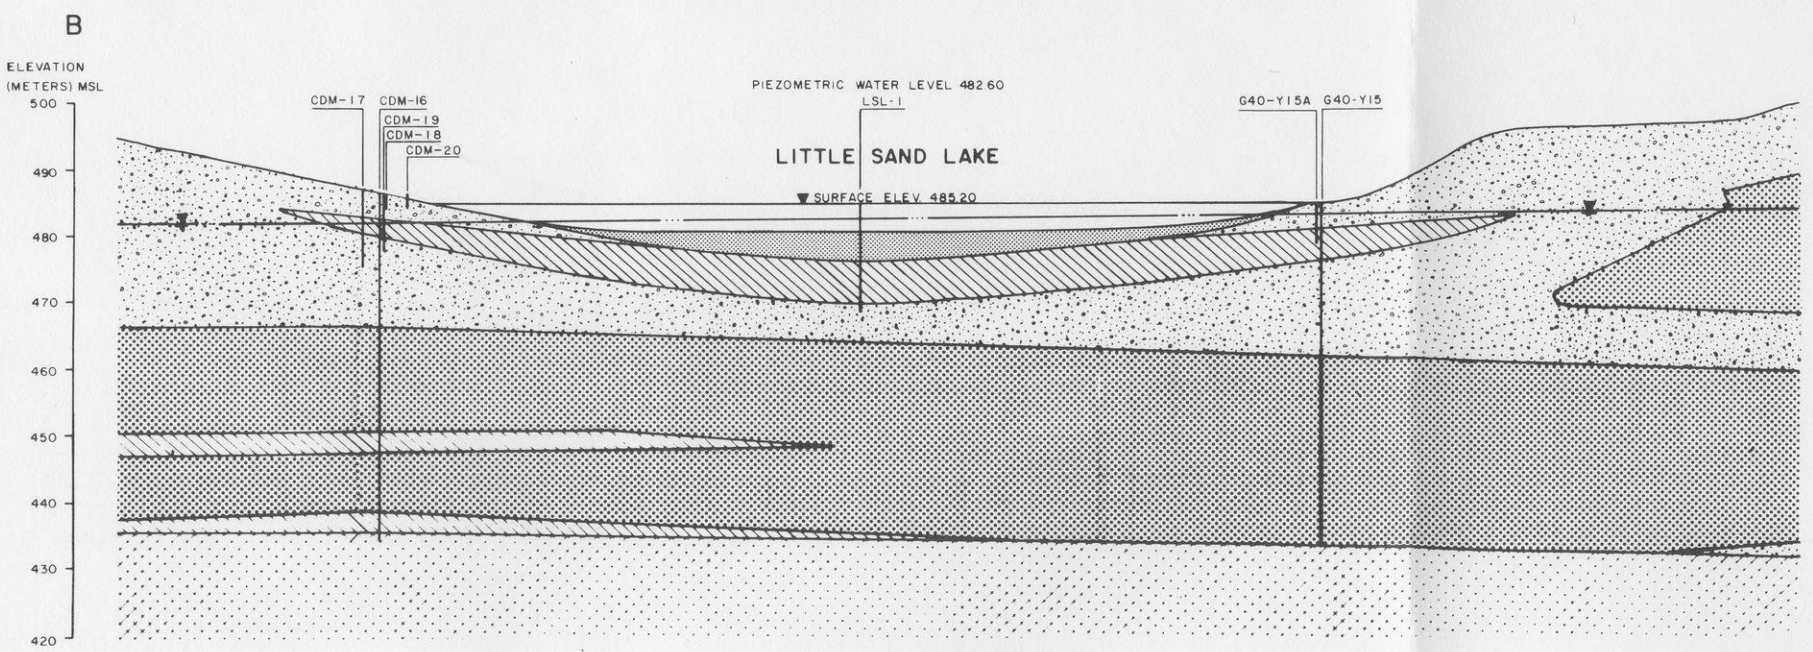 B
ELEVATION
(METERS) MSL
PIEZOMETRIC WATER LEVEL 482.60
500
CDM-17 CDM-16 LSL-1 G40-Y15A G40-Y15
CDM-19
CDM-18
CDM-20
LITTLE SAND LAKE
490
SURFACE ELEV. 485.20
480
470
460
450
440
430
420